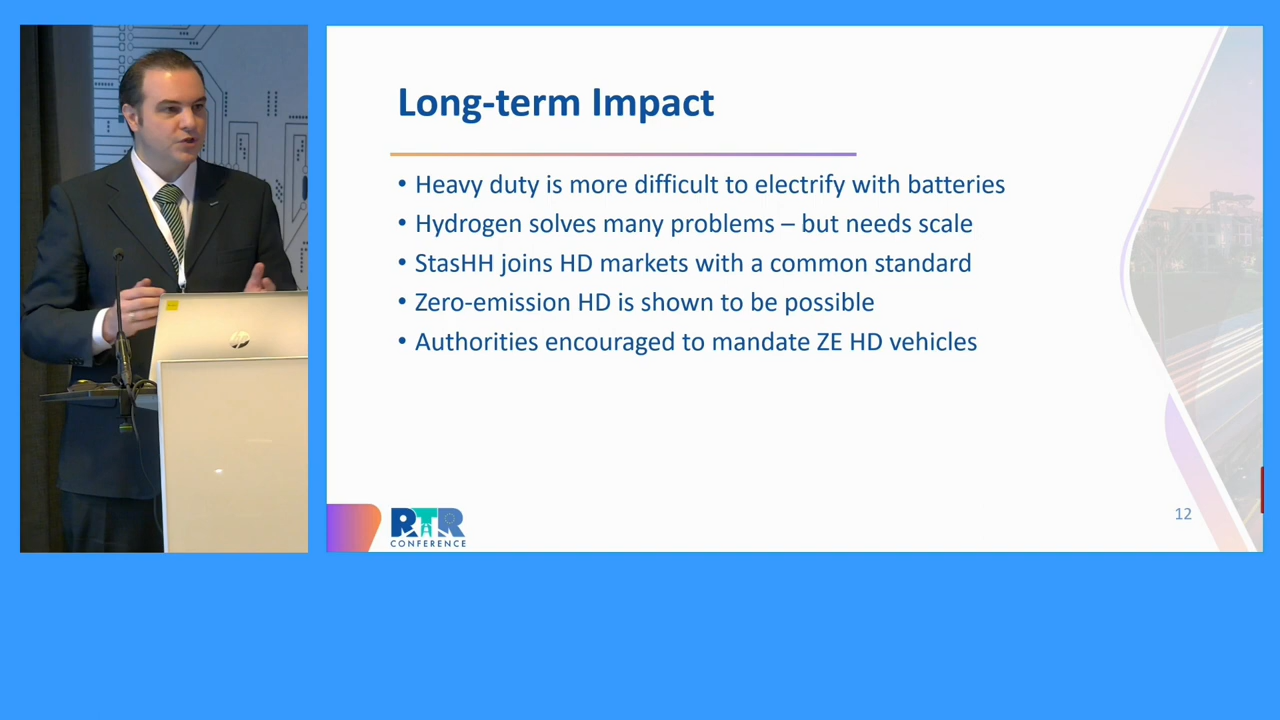 Long-term Impact
• Heavy duty is more difficult to electrify with batteries
• Hydrogen solves many problems – but needs scale
• StasHH joins HD markets with a common standard
• Zero-emission HD is shown to be possible
• Authorities encouraged to mandate ZE HD vehicles
RTR
CONFERENCE
12
hp